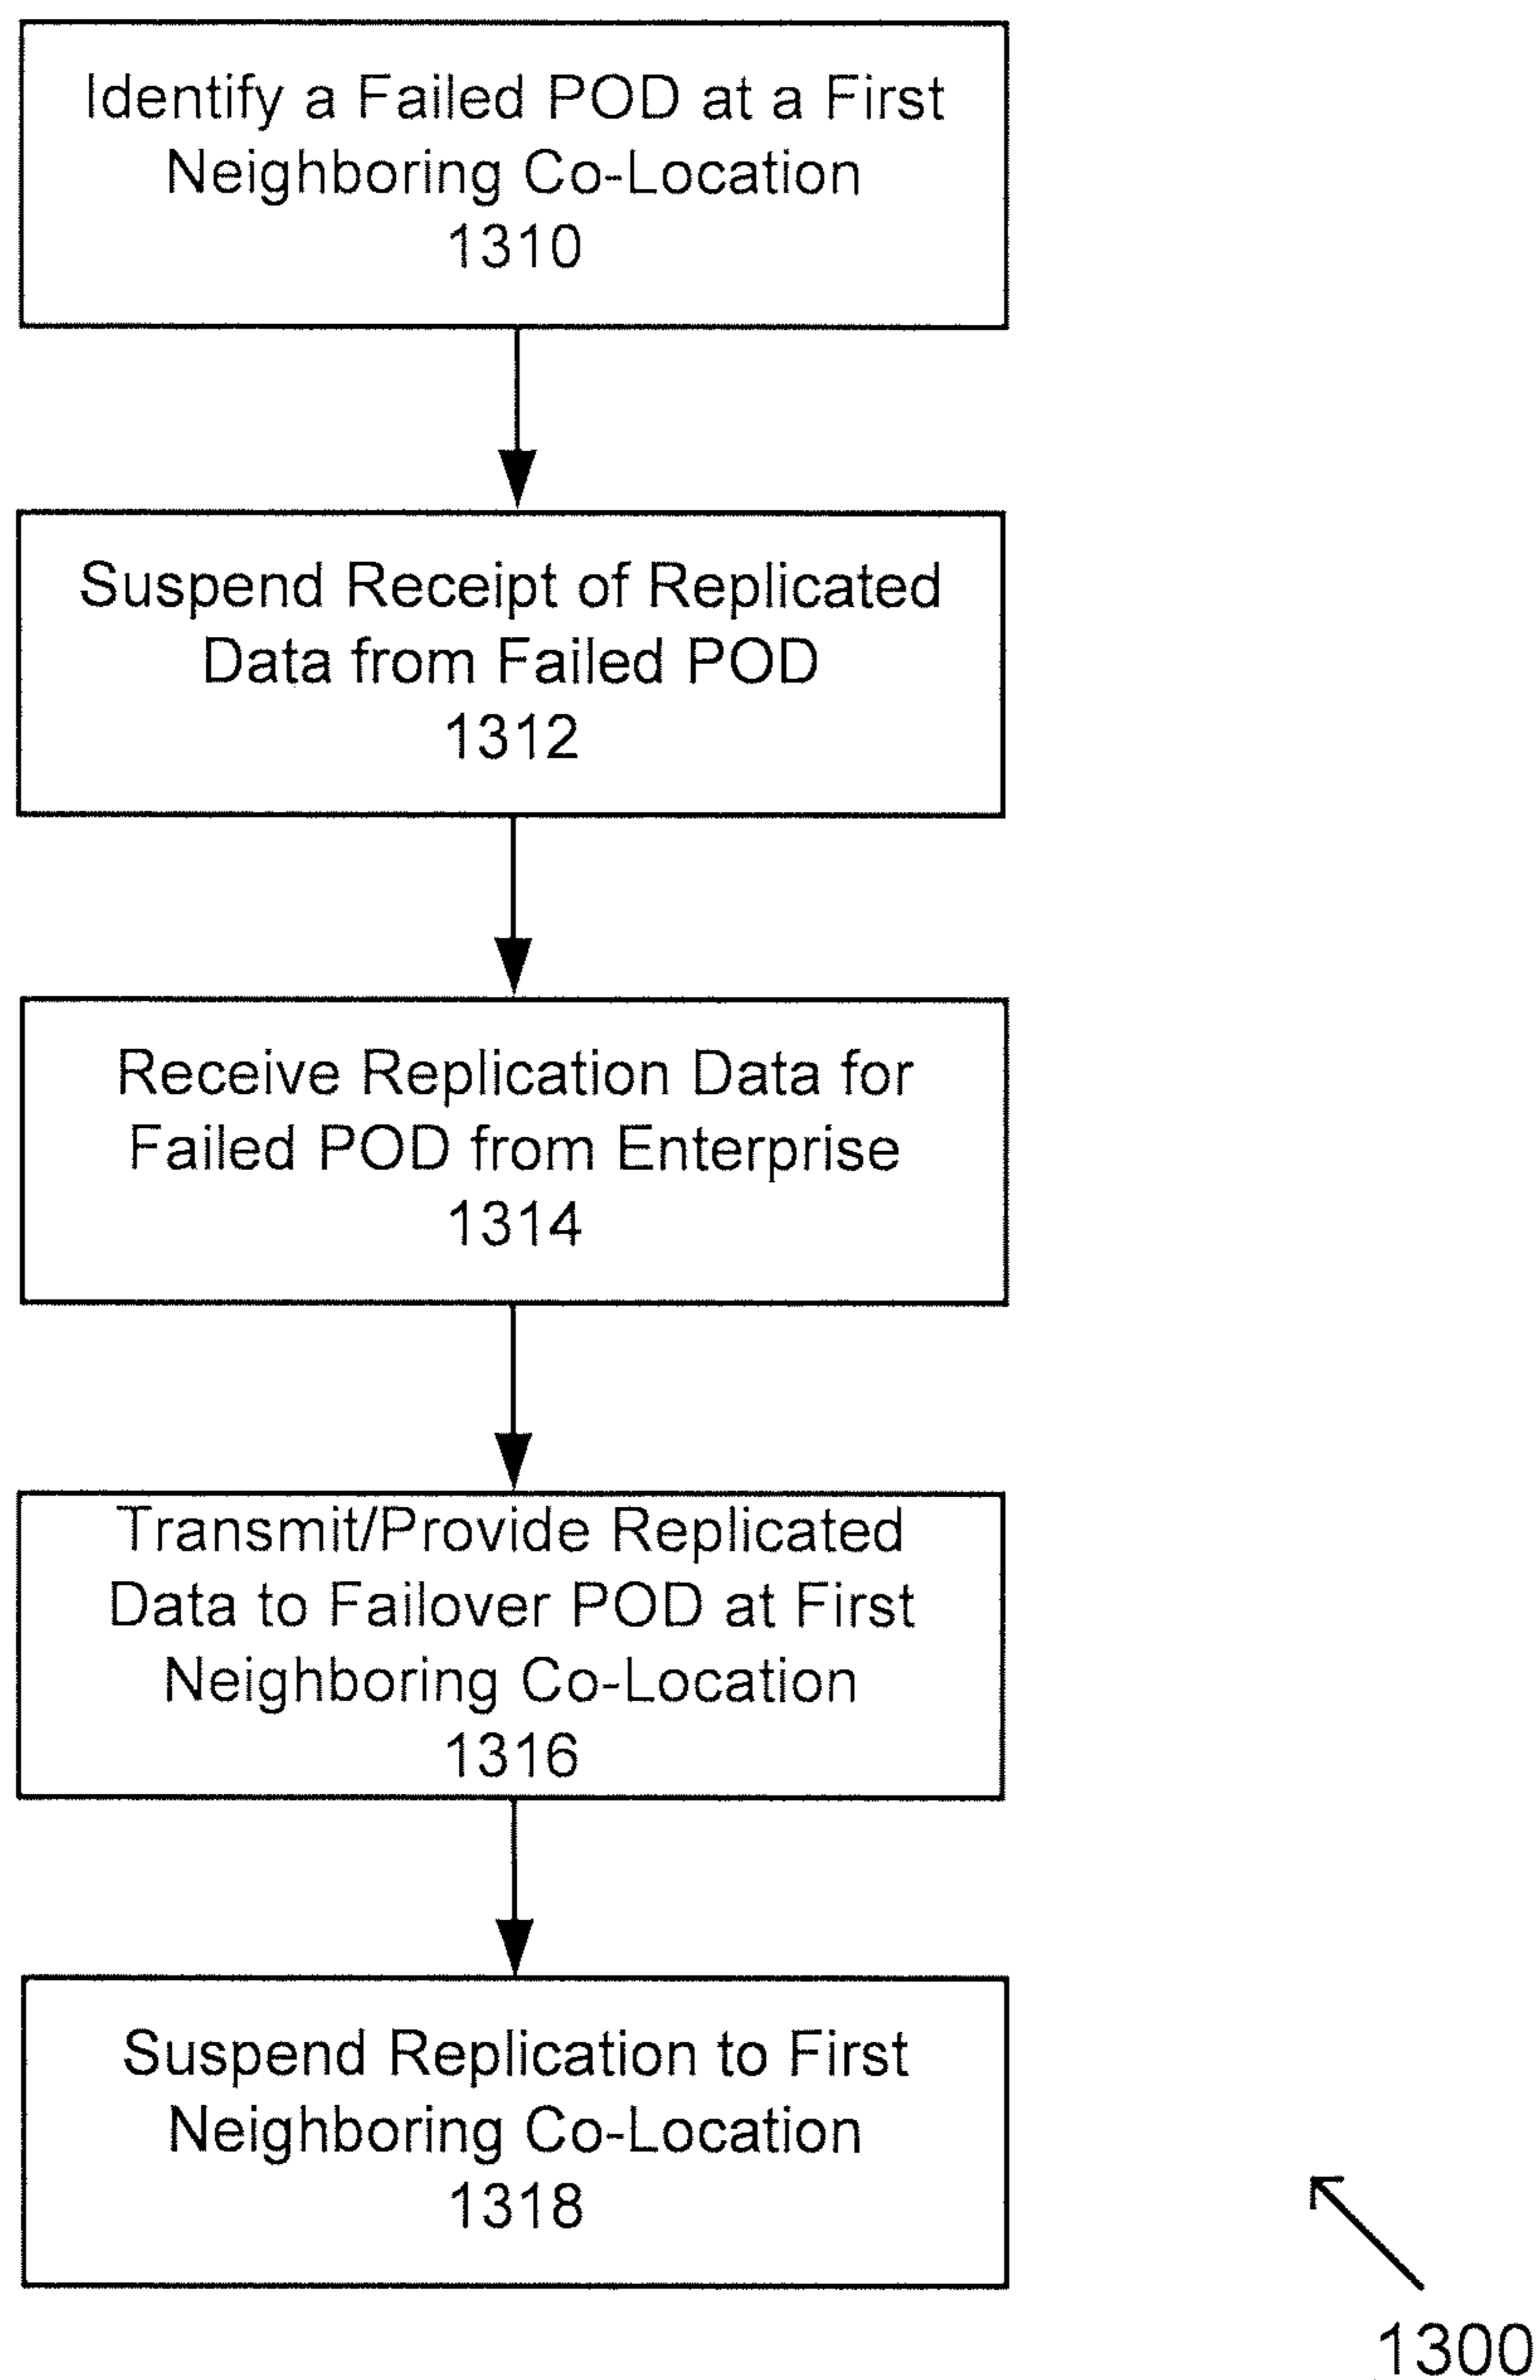 Identify a Failed POD at a First
Neighboring Co-Location
1310
Suspend Receipt of Replicated
Data from Failed POD
1312
Receive Replication Data for
Failed POD from Enterprise
1314
Transmit/Provide Replicated
Data to Failover POD at First
Neighboring Co-Location
1316
Suspend Replication to First
Neighboring Co-Location
1318
1300